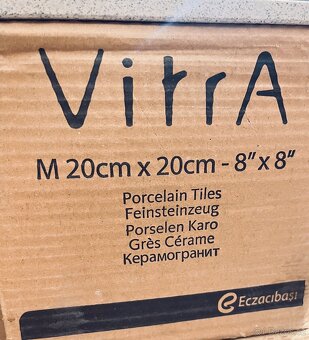 VitrA
M 20cm x 20cm - 8" x 8"
Porcelain Tiles
Feinsteinzeug
Porselen Karo
Grès Cérame
Керамогранит
Eczacıbaşı